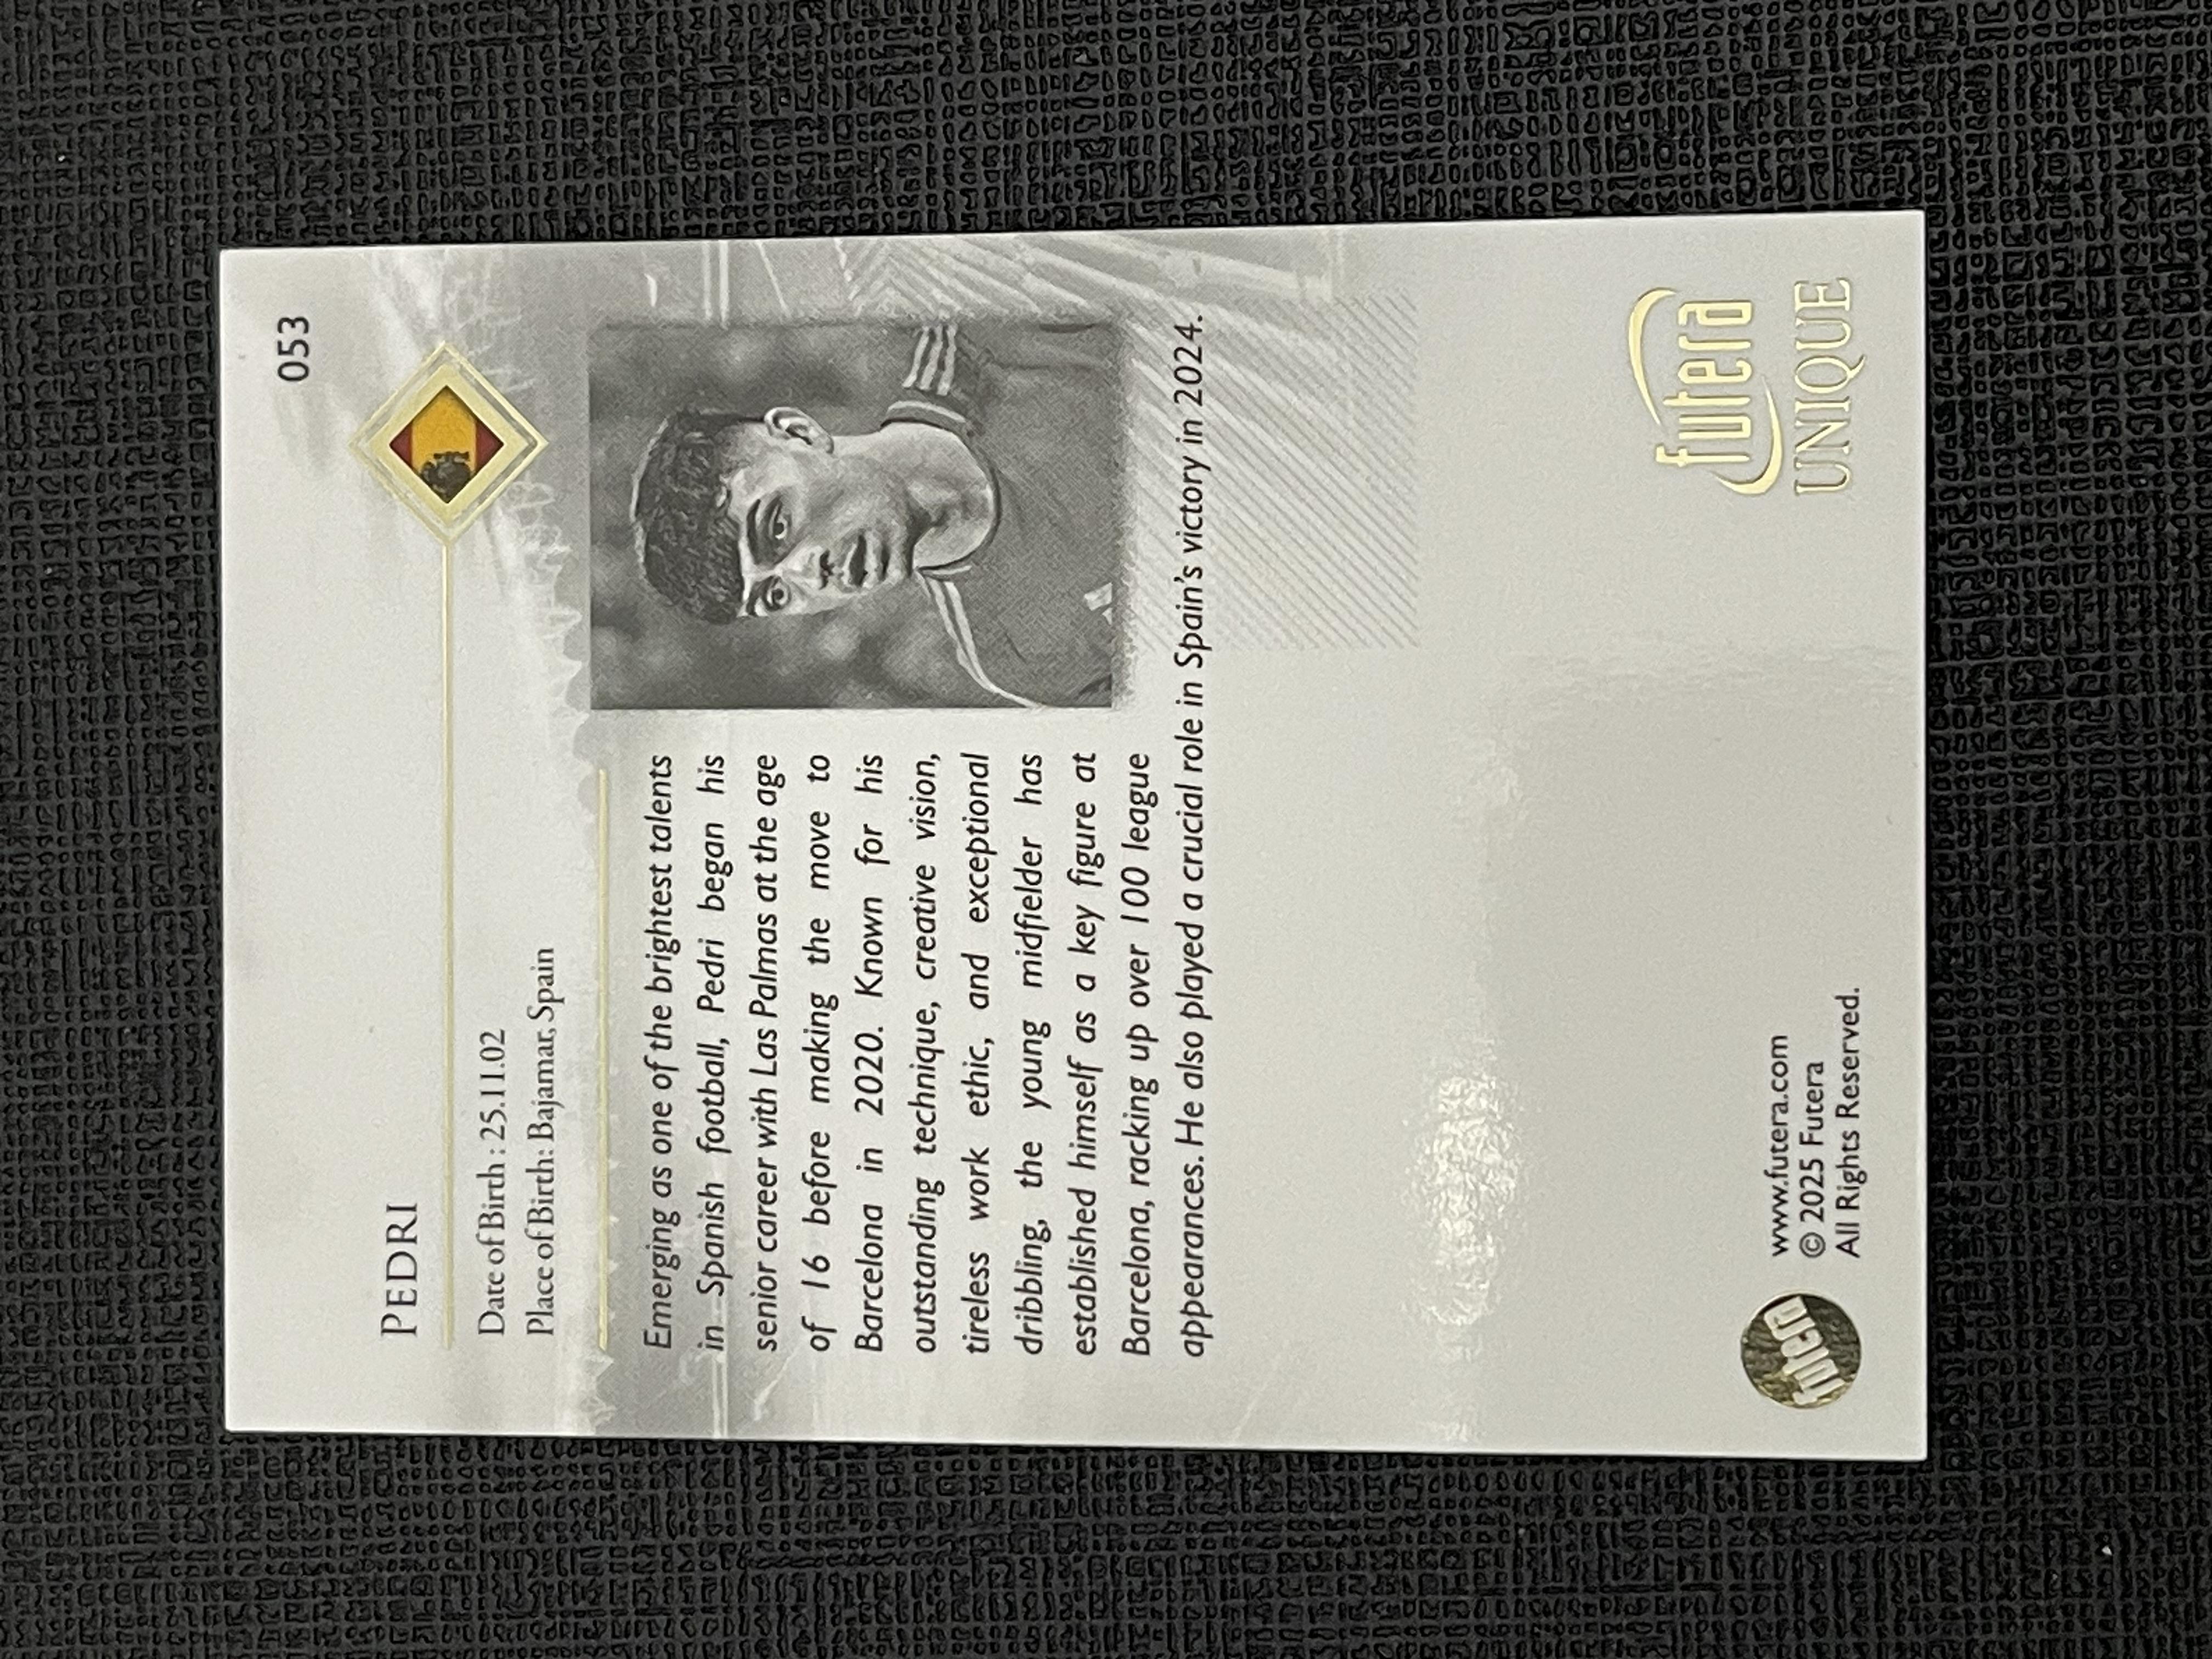 053
PEDRI
Date of Birth : 25.11.02
Place of Birth: Bajamar, Spain
Emerging as one of the brightest talents
in Spanish football, Pedri began his
senior career with Las Palmas at the age
of 16 before making the move to
Barcelona in 2020. Known for his
outstanding technique, creative vision,
tireless work ethic, and exceptional
dribbling, the young midfielder has
established himself as a key figure at
Barcelona, racking up over 100 league
appearances. He also played a crucial role in Spain's victory in 2024.
futera
UNIQUE
futera
www.futera.com
© 2025 Futera
All Rights Reserved.